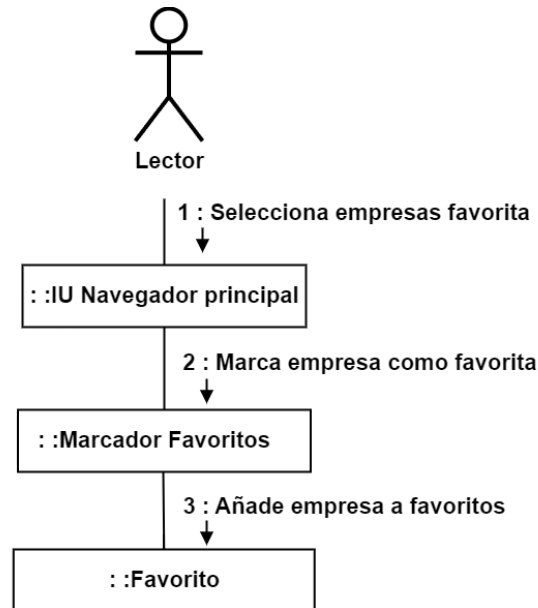 Lector
1 : Selecciona empresas favorita
: :IU Navegador principal
2 : Marca empresa como favorita
: :Marcador Favoritos
3 : Añade empresa a favoritos
: :Favorito